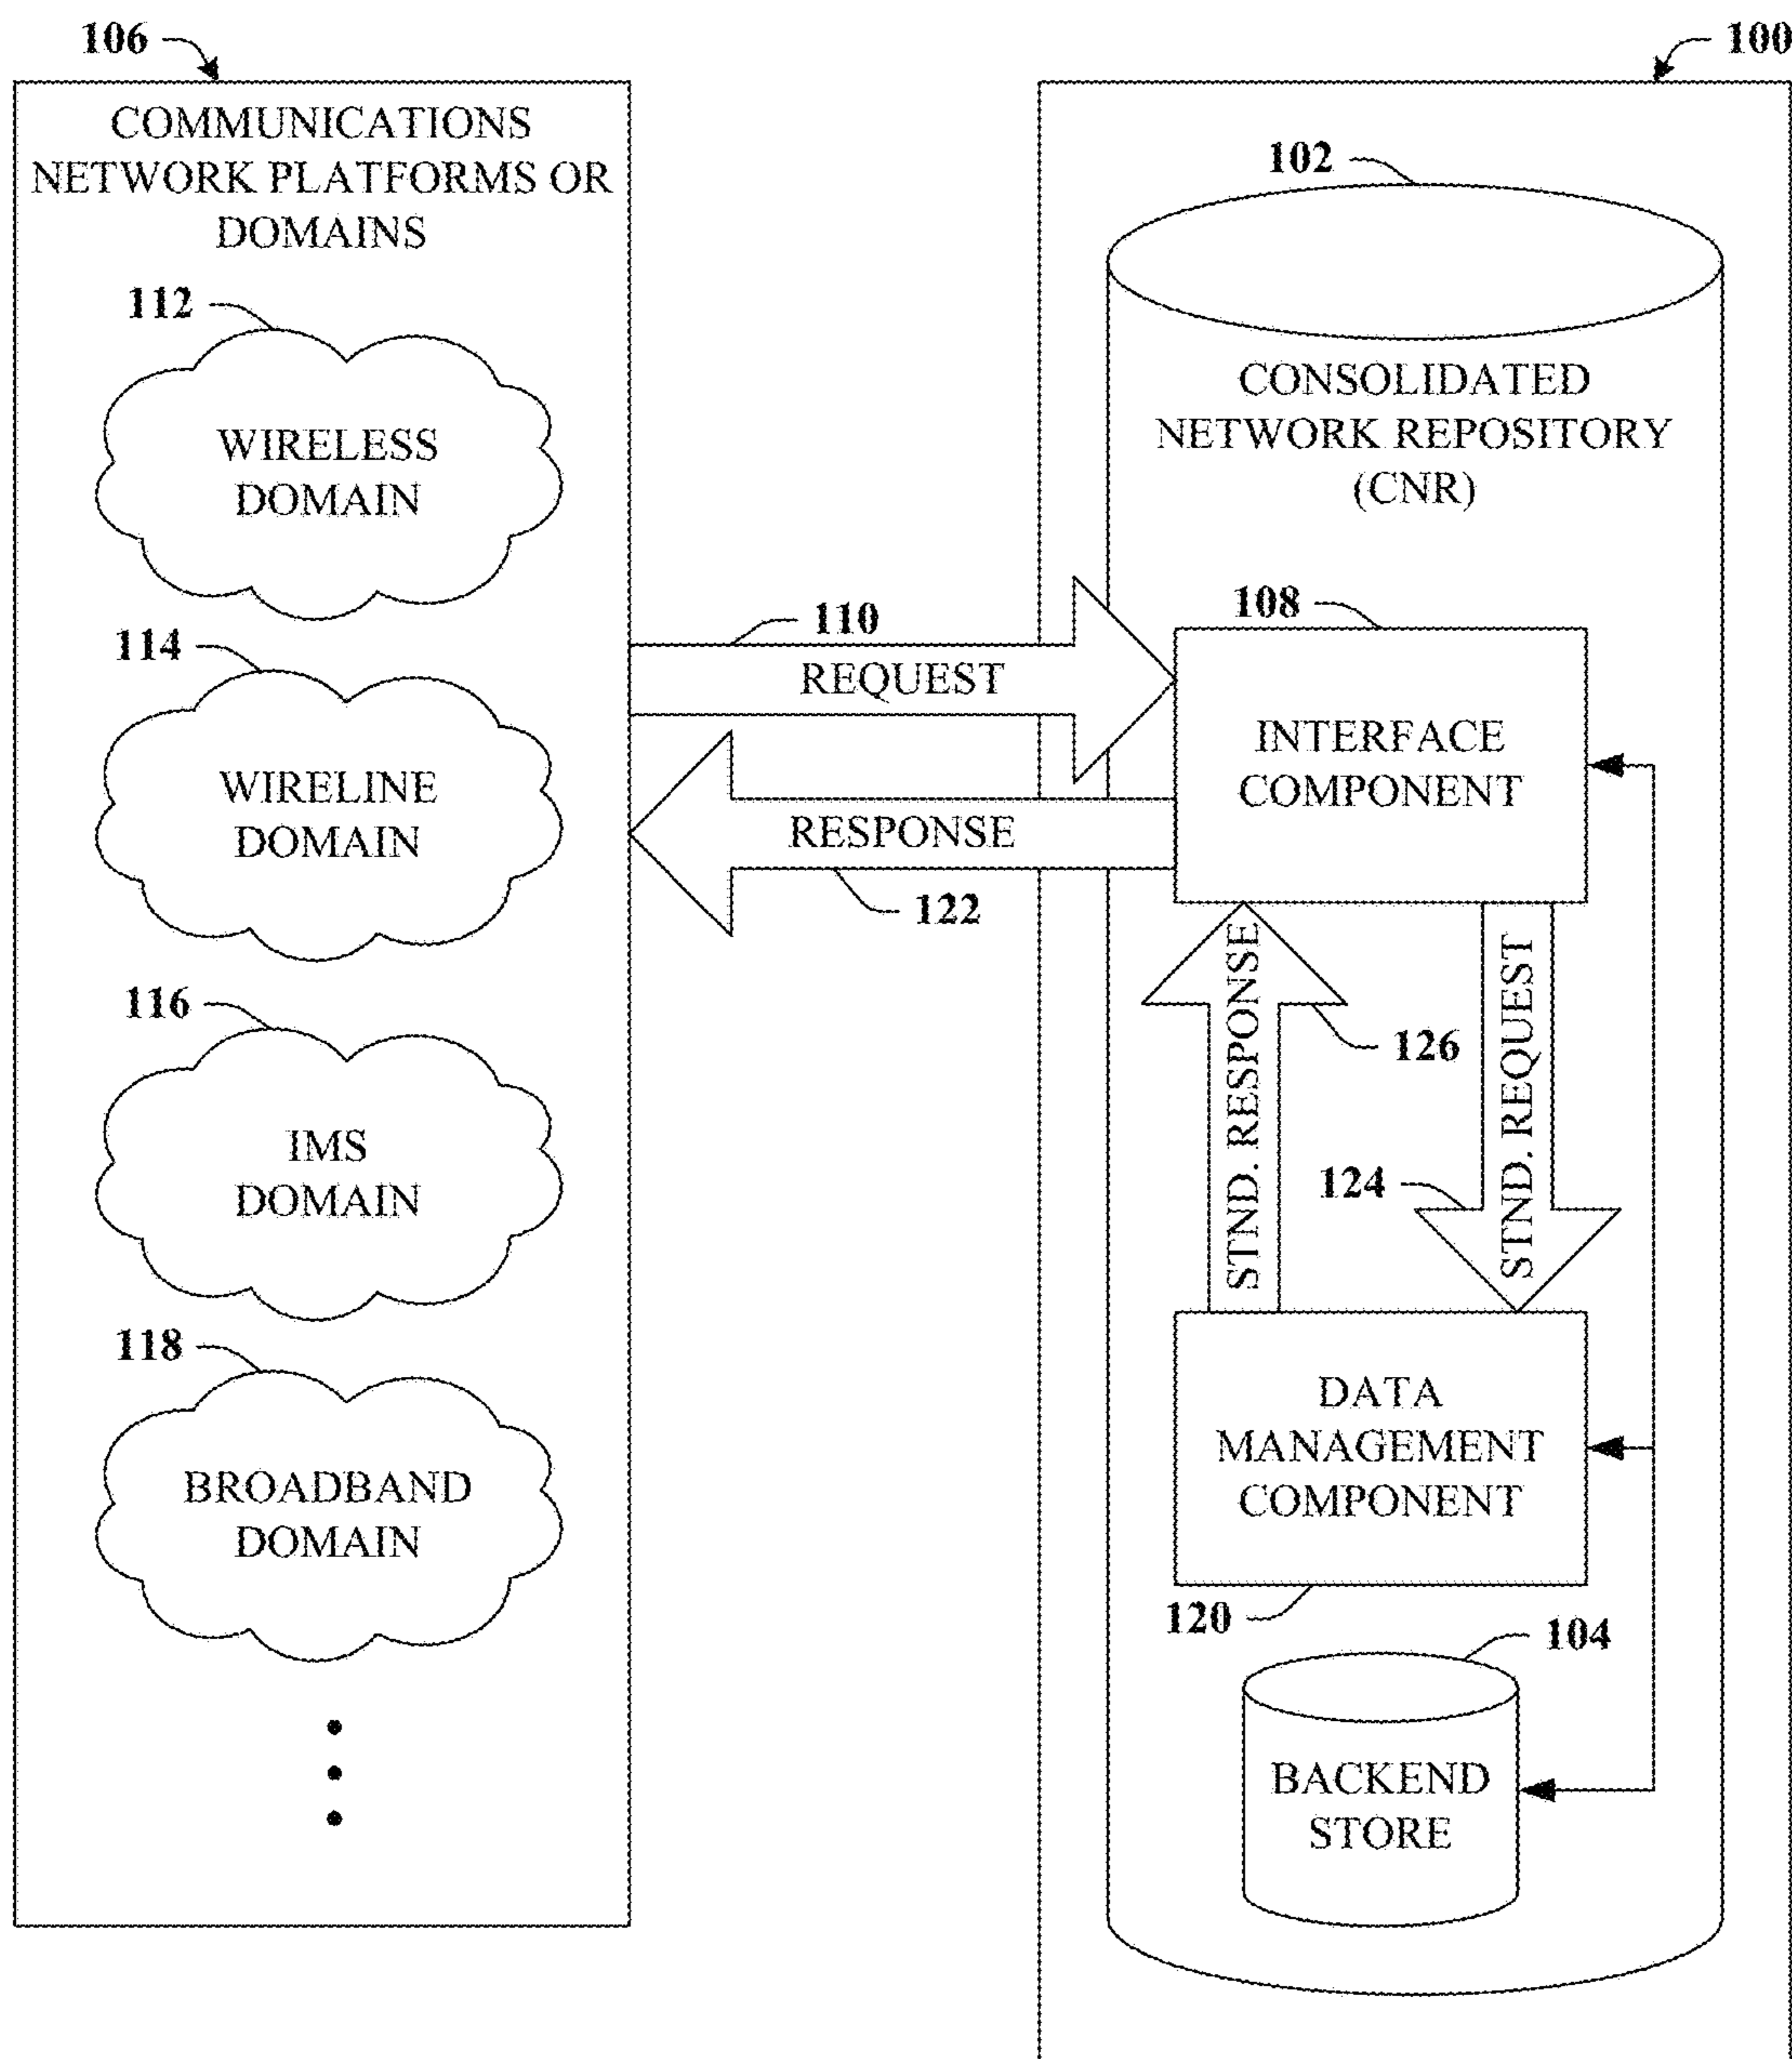 106
100
COMMUNICATIONS
NETWORK PLATFORMS OR
DOMAINS
112
WIRELESS
DOMAIN
114
WIRELINE
DOMAIN
116
IMS
DOMAIN
118
BROADBAND
DOMAIN
110
REQUEST
RESPONSE
122
102
CONSOLIDATED
NETWORK REPOSITORY
(CNR)
108
INTERFACE
COMPONENT
STND. RESPONSE
126
STND. REQUEST
124
DATA
MANAGEMENT
COMPONENT
120
104
BACKEND
STORE